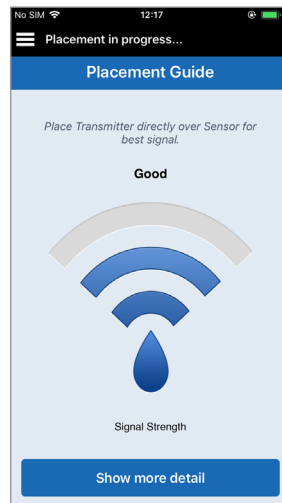 No SIM 12:17
Placement in progress...
Placement Guide
Place Transmitter directly over Sensor for
best signal.
Good
Signal Strength
Show more detail